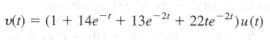 v(t) = (1 + 14e⁻ᵗ + 13e⁻²ᵗ + 22te⁻²ᵗ)u(t)